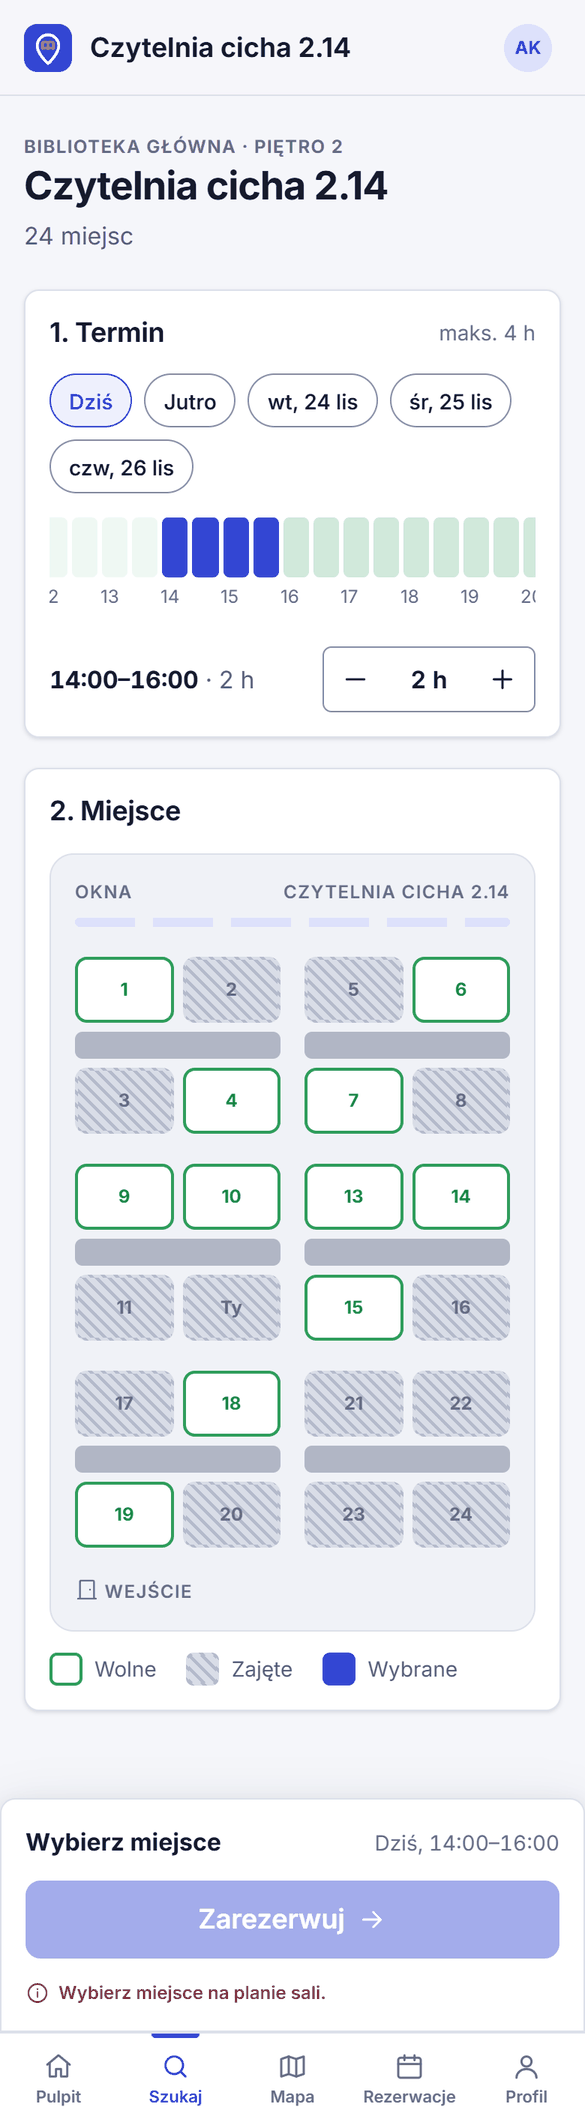 Czytelnia cicha 2.14
AK
BIBLIOTEKA GŁÓWNA · PIĘTRO 2
Czytelnia cicha 2.14
24 miejsc
1. Termin
maks. 4 h
Dziś
Jutro
wt, 24 lis
śr, 25 lis
czw, 26 lis
2 13 14 15 16 17 18 19 20
14:00–16:00 · 2 h
− 2 h +
2. Miejsce
OKNA
CZYTELNIA CICHA 2.14
1 2 5 6
3 4 7 8
9 10 13 14
11 Ty 15 16
17 18 21 22
19 20 23 24
WEJŚCIE
Wolne
Zajęte
Wybrane
Wybierz miejsce
Dziś, 14:00–16:00
Zarezerwuj →
Wybierz miejsce na planie sali.
Pulpit
Szukaj
Mapa
Rezerwacje
Profil